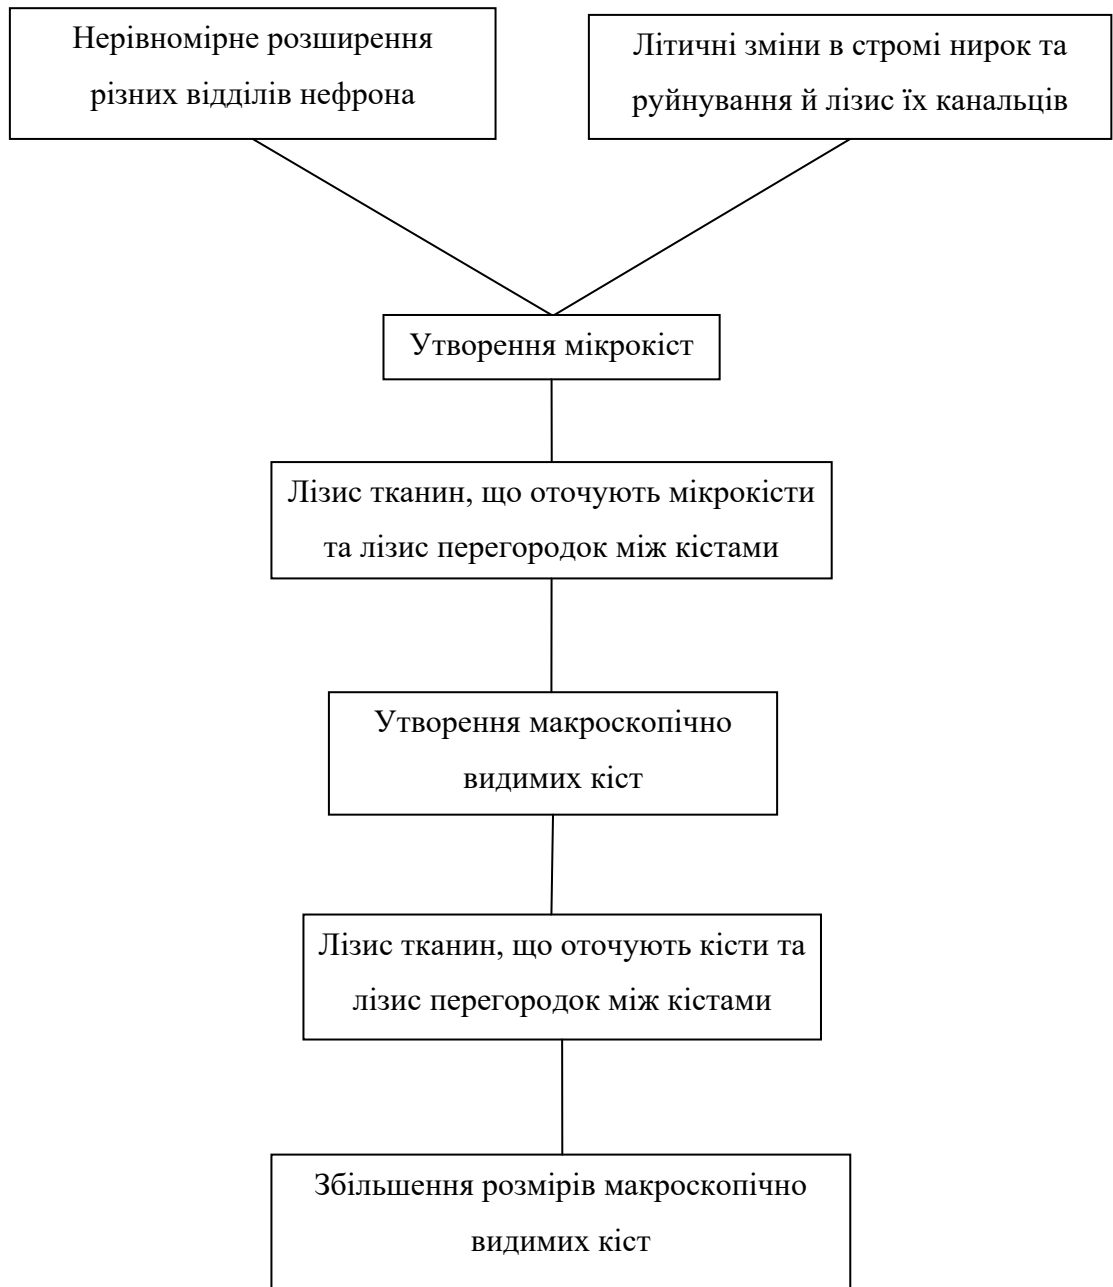 Нерівномірне розширення
різних відділів нефрона
Літичні зміни в стромі нирок та
руйнування й лізис їх канальців
Утворення мікрокіст
Лізис тканин, що оточують мікрокісти
та лізис перегородок між кістами
Утворення макроскопічно
видимих кіст
Лізис тканин, що оточують кісти та
лізис перегородок між кістами
Збільшення розмірів макроскопічно
видимих кіст